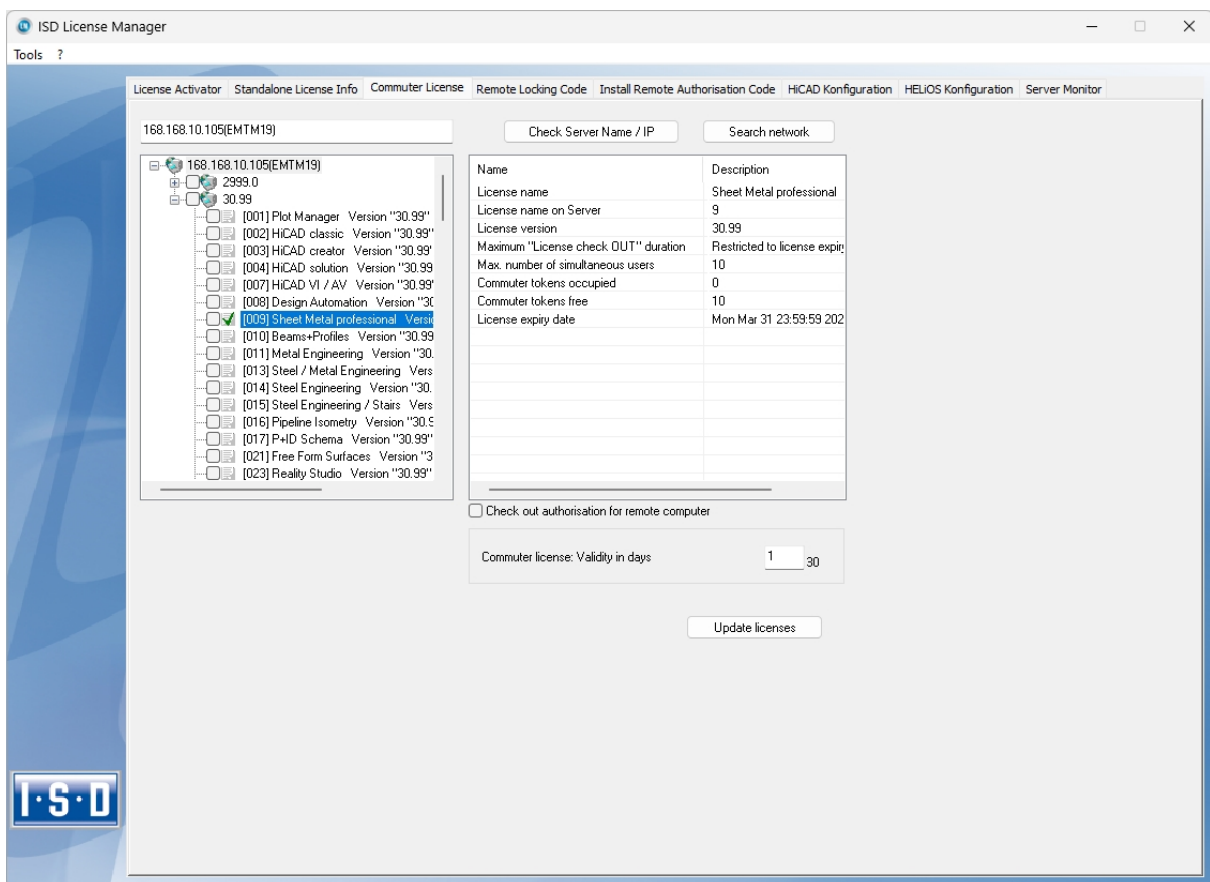 ISD License Manager
Tools ?
License Activator Standalone License Info Commuter License Remote Locking Code Install Remote Authorisation Code HiCAD Konfiguration HELiOS Konfiguration Server Monitor
168.168.10.105(EMTM19) Check Server Name / IP Search network
168.168.10.105(EMTM19)
2999.0
30.99
[001] Plot Manager Version "30.99"
[002] HiCAD classic Version "30.99"
[003] HiCAD creator Version "30.99'
[004] HiCAD solution Version "30.99
[007] HiCAD VI / AV Version "30.99'
[008] Design Automation Version "30
[009] Sheet Metal professional Versio
[010] Beams+Profiles Version "30.99
[011] Metal Engineering Version "30.
[013] Steel / Metal Engineering Vers
[014] Steel Engineering Version "30.
[015] Steel Engineering / Stairs Vers
[016] Pipeline Isometry Version "30.9
[017] P+ID Schema Version "30.99"
[021] Free Form Surfaces Version "3
[023] Reality Studio Version "30.99"
Name Description
License name Sheet Metal professional
License name on Server 9
License version 30.99
Maximum "License check OUT" duration Restricted to license expiry
Max. number of simultaneous users 10
Commuter tokens occupied 0
Commuter tokens free 10
License expiry date Mon Mar 31 23:59:59 202
Check out authorisation for remote computer
Commuter license: Validity in days 1 30
Update licenses
I·S·D